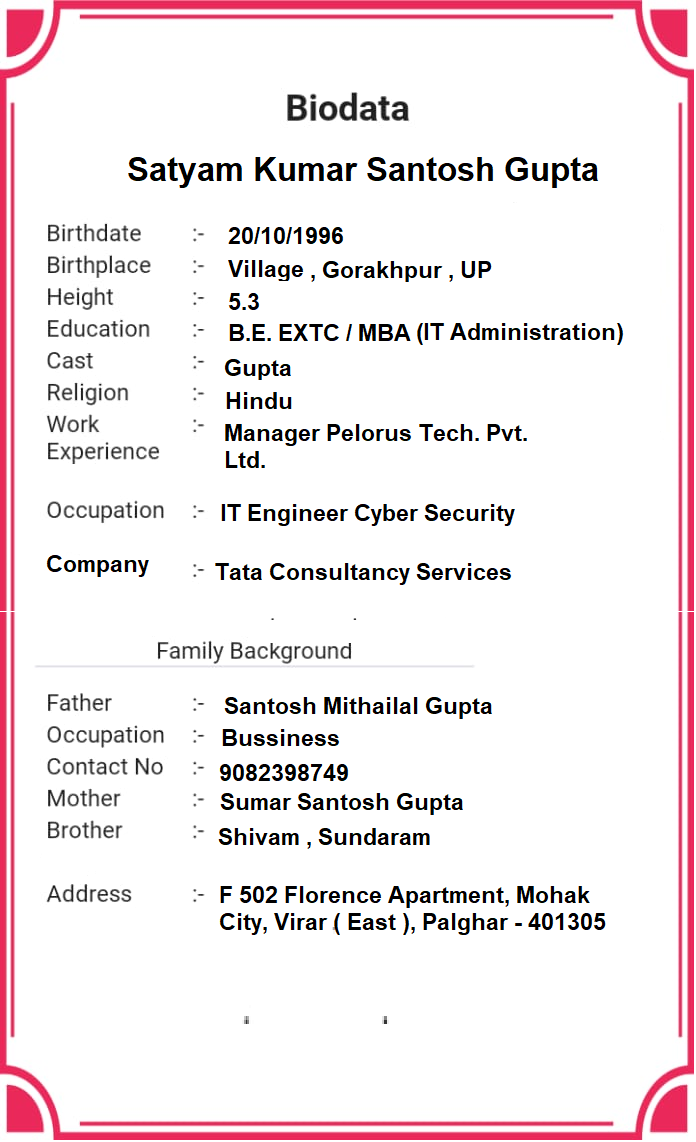 Biodata
Satyam Kumar Santosh Gupta
Birthdate :- 20/10/1996
Birthplace :- Village , Gorakhpur , UP
Height :- 5.3
Education :- B.E. EXTC / MBA (IT Administration)
Cast :- Gupta
Religion :- Hindu
Work :- Manager Pelorus Tech. Pvt.
Experience Ltd.
Occupation :- IT Engineer Cyber Security
Company :- Tata Consultancy Services
Family Background
Father :- Santosh Mithailal Gupta
Occupation :- Bussiness
Contact No :- 9082398749
Mother :- Sumar Santosh Gupta
Brother :- Shivam , Sundaram
Address :- F 502 Florence Apartment, Mohak
City, Virar ( East ), Palghar - 401305